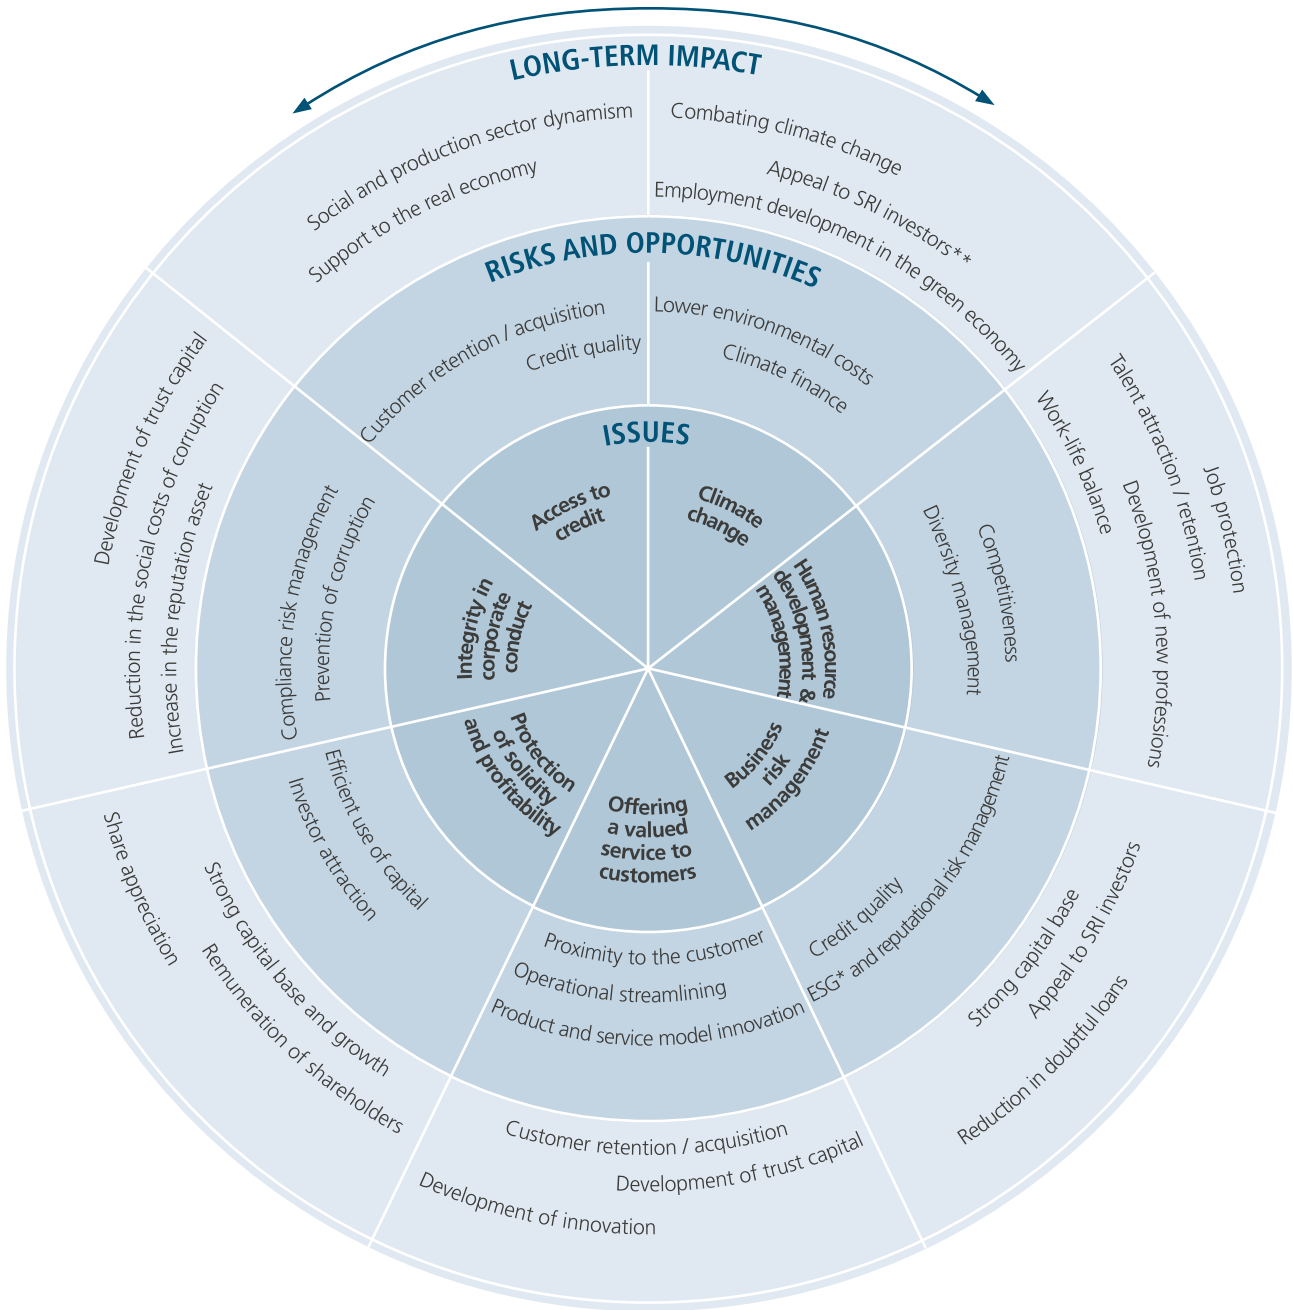 LONG-TERM IMPACT
Social and production sector dynamism
Support to the real economy
Combating climate change
Appeal to SRI investors**
Employment development in the green economy
Talent attraction / retention
Job protection
Work-life balance
Development of new professions
Strong capital base
Appeal to SRI investors
Reduction in doubtful loans
Customer retention / acquisition
Development of trust capital
Development of innovation
Share appreciation
Strong capital base and growth
Remuneration of shareholders
Development of trust capital
Reduction in the social costs of corruption
Increase in the reputation asset
RISKS AND OPPORTUNITIES
Customer retention / acquisition
Credit quality
Lower environmental costs
Climate finance
Competitiveness
Diversity management
Credit quality
ESG* and reputational risk management
Proximity to the customer
Operational streamlining
Product and service model innovation
Efficient use of capital
Investor attraction
Compliance risk management
Prevention of corruption
ISSUES
Access to
credit
Climate
change
Human resource
development &
management
Business
risk
management
Offering
a valued
service to
customers
Protection
of solidity
and profitability
Integrity in
corporate
conduct